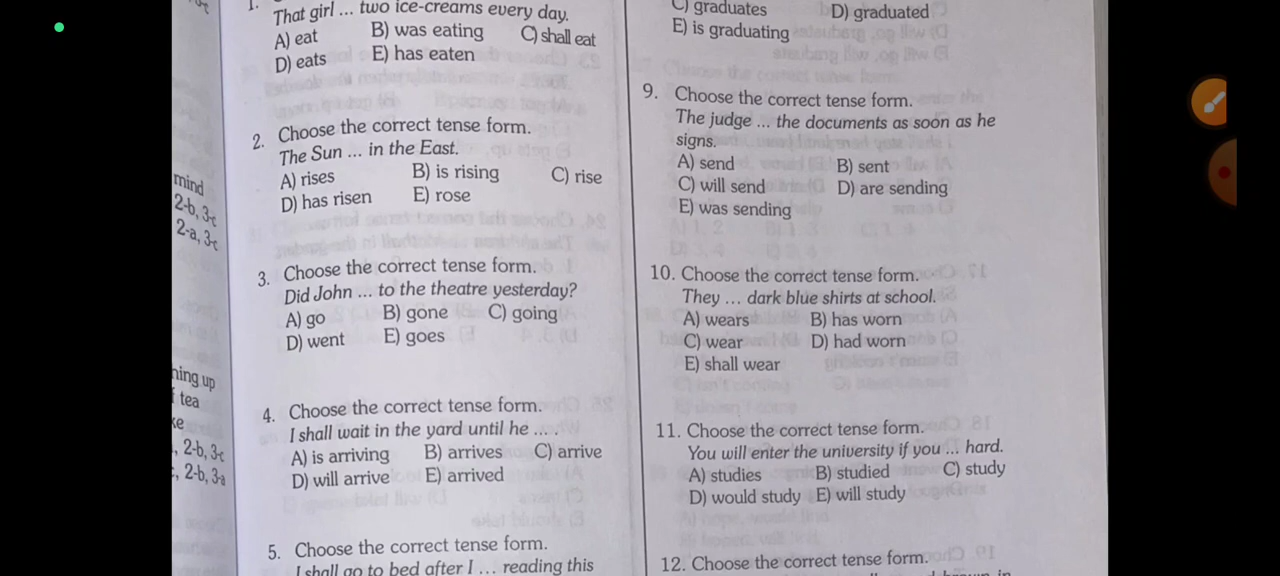 1.
That girl ... two ice-creams every day.
A) eat B) was eating C) shall eat
D) eats E) has eaten
2. Choose the correct tense form.
The Sun ... in the East.
A) rises B) is rising C) rise
D) has risen E) rose
3. Choose the correct tense form.
Did John ... to the theatre yesterday?
A) go B) gone C) going
D) went E) goes
4. Choose the correct tense form.
I shall wait in the yard until he ... .
A) is arriving B) arrives C) arrive
D) will arrive E) arrived
5. Choose the correct tense form.
I shall go to bed after I ... reading this
C) graduates D) graduated
E) is graduating
9. Choose the correct tense form.
The judge ... the documents as soon as he
signs.
A) send B) sent
C) will send D) are sending
E) was sending
10. Choose the correct tense form.
They ... dark blue shirts at school.
A) wears B) has worn
C) wear D) had worn
E) shall wear
11. Choose the correct tense form.
You will enter the university if you ... hard.
A) studies B) studied C) study
D) would study E) will study
12. Choose the correct tense form.
mind
2-b, 3-c
2-a, 3-c
ning up
tea
, 2-b, 3-c
, 2-b, 3-a